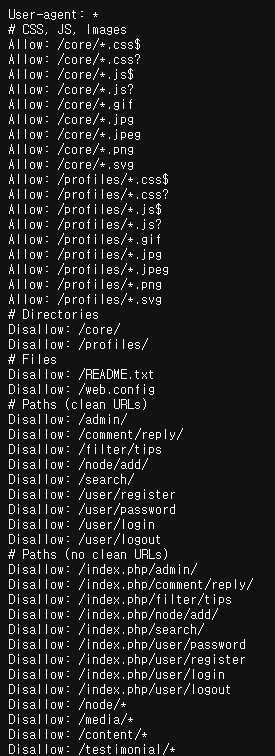 User-agent: *
# CSS, JS, Images
Allow: /core/*.css$
Allow: /core/*.css?
Allow: /core/*.js$
Allow: /core/*.js?
Allow: /core/*.gif
Allow: /core/*.jpg
Allow: /core/*.jpeg
Allow: /core/*.png
Allow: /core/*.svg
Allow: /profiles/*.css$
Allow: /profiles/*.css?
Allow: /profiles/*.js$
Allow: /profiles/*.js?
Allow: /profiles/*.gif
Allow: /profiles/*.jpg
Allow: /profiles/*.jpeg
Allow: /profiles/*.png
Allow: /profiles/*.svg
# Directories
Disallow: /core/
Disallow: /profiles/
# Files
Disallow: /README.txt
Disallow: /web.config
# Paths (clean URLs)
Disallow: /admin/
Disallow: /comment/reply/
Disallow: /filter/tips
Disallow: /node/add/
Disallow: /search/
Disallow: /user/register
Disallow: /user/password
Disallow: /user/login
Disallow: /user/logout
# Paths (no clean URLs)
Disallow: /index.php/admin/
Disallow: /index.php/comment/reply/
Disallow: /index.php/filter/tips
Disallow: /index.php/node/add/
Disallow: /index.php/search/
Disallow: /index.php/user/password
Disallow: /index.php/user/register
Disallow: /index.php/user/login
Disallow: /index.php/user/logout
Disallow: /node/*
Disallow: /media/*
Disallow: /content/*
Disallow: /testimonial/*